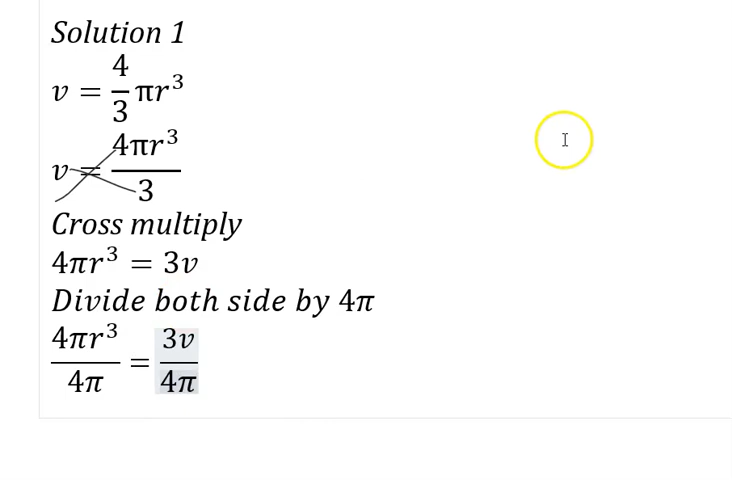 Solution 1
v = 4/3 πr³
v = 4πr³/3
Cross multiply
4πr³ = 3v
Divide both side by 4π
4πr³/4π = 3v/4π